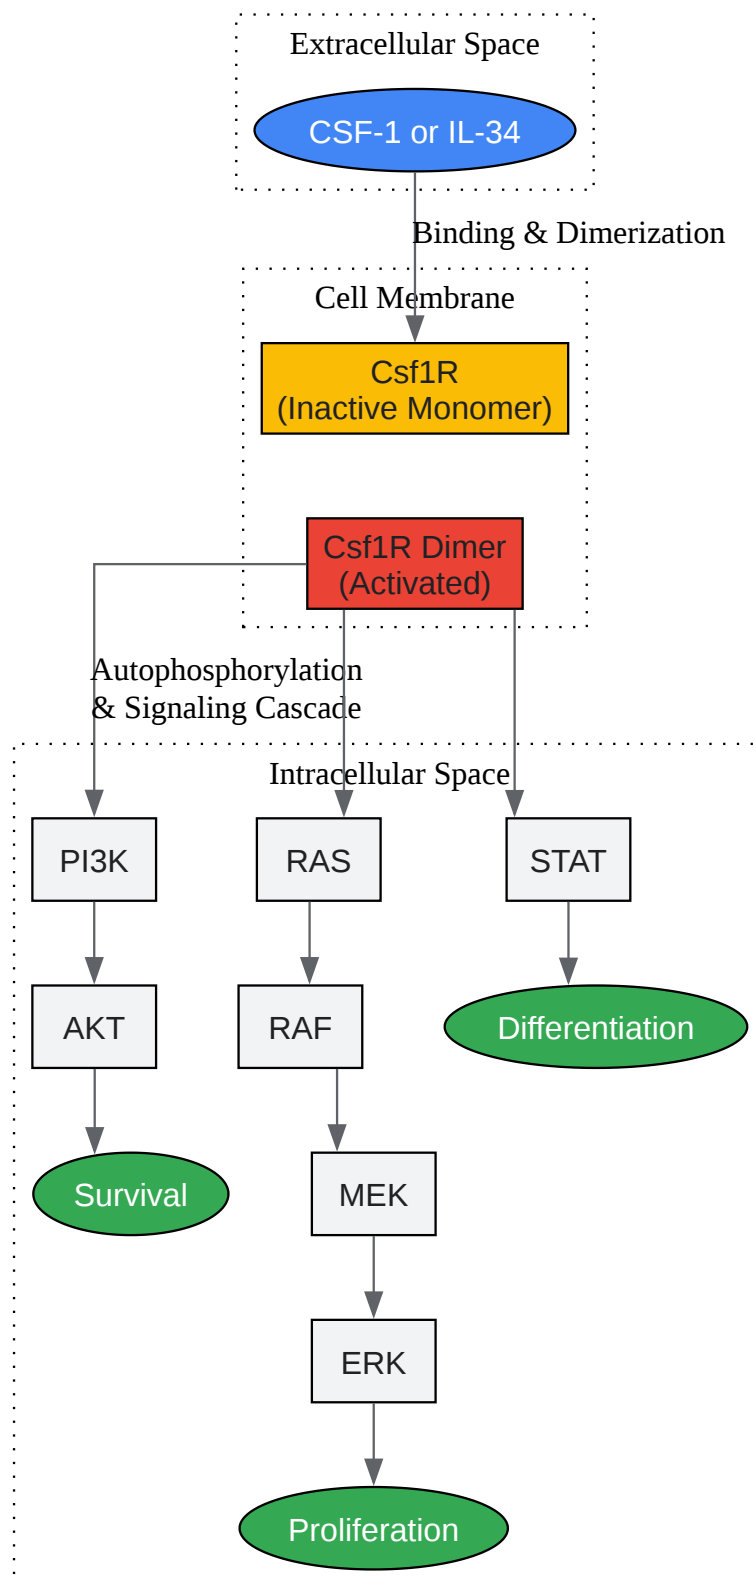 Extracellular Space
CSF-1 or IL-34
Binding & Dimerization
Cell Membrane
Csf1R
(Inactive Monomer)
Csf1R Dimer
(Activated)
Autophosphorylation
& Signaling Cascade
Intracellular Space
PI3K
RAS
STAT
AKT
RAF
Differentiation
Survival
MEK
ERK
Proliferation